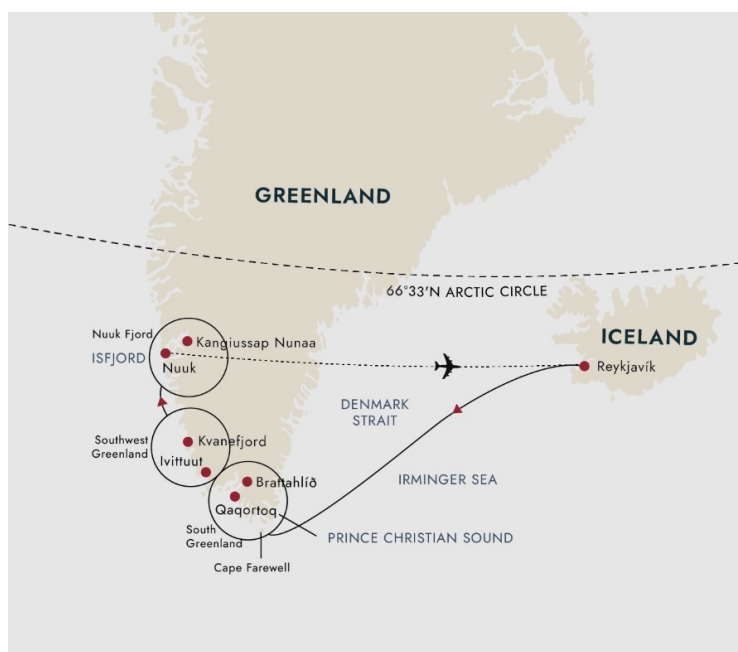 GREENLAND
66°33'N ARCTIC CIRCLE
ICELAND
Reykjavík
Nuuk Fjord
Kangiussap Nunaa
ISFJORD
Nuuk
DENMARK
STRAIT
Southwest
Greenland
Kvanefjord
Ivittuut
IRMINGER SEA
Brattahlíð
Qaqortoq
South
Greenland
PRINCE CHRISTIAN SOUND
Cape Farewell